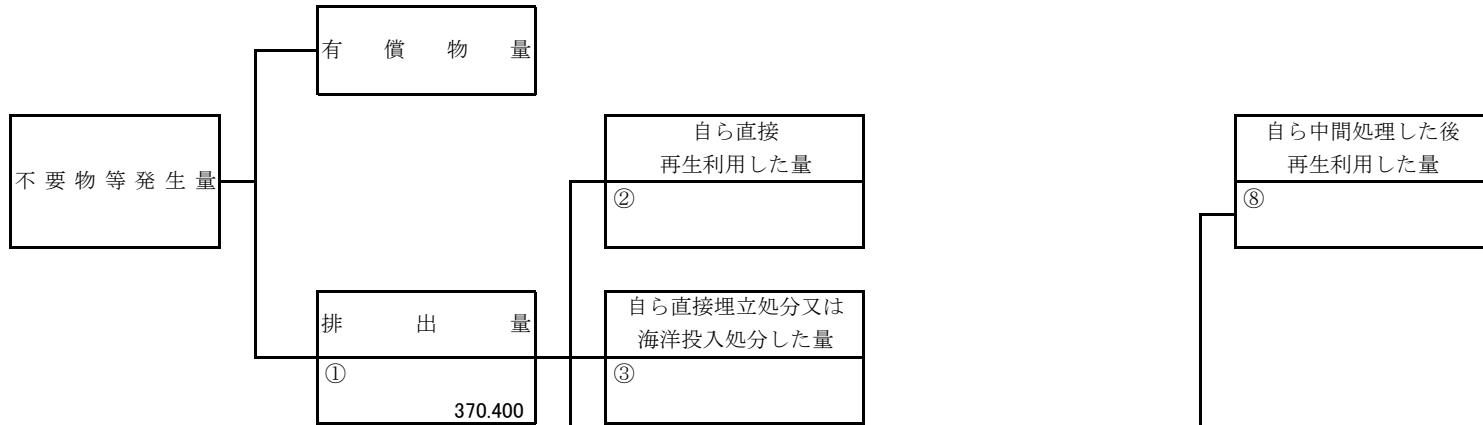 有償物量
不要物等発生量
自ら直接
再生利用した量
②
自ら中間処理した後
再生利用した量
⑧
排出量
①
370.400
自ら直接埋立処分又は
海洋投入処分した量
③